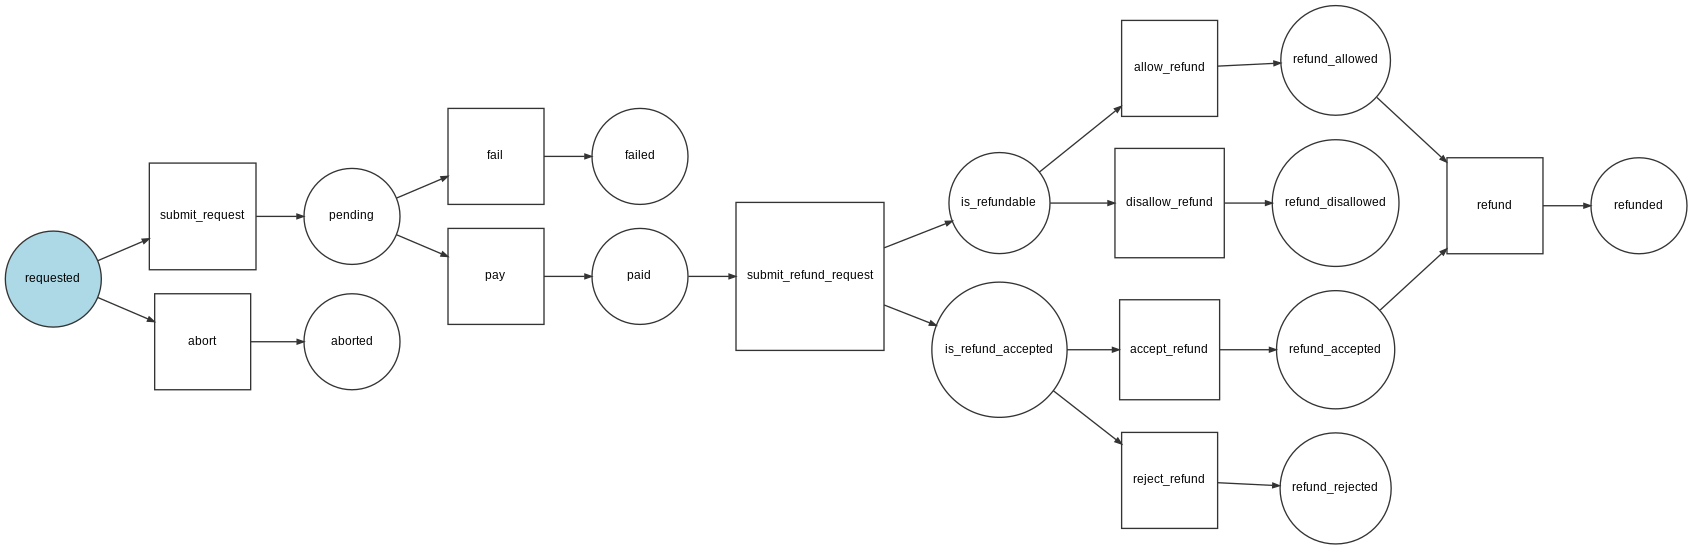 requested
submit_request
abort
pending
aborted
fail
pay
failed
paid
submit_refund_request
is_refundable
is_refund_accepted
allow_refund
disallow_refund
accept_refund
reject_refund
refund_allowed
refund_disallowed
refund_accepted
refund_rejected
refund
refunded